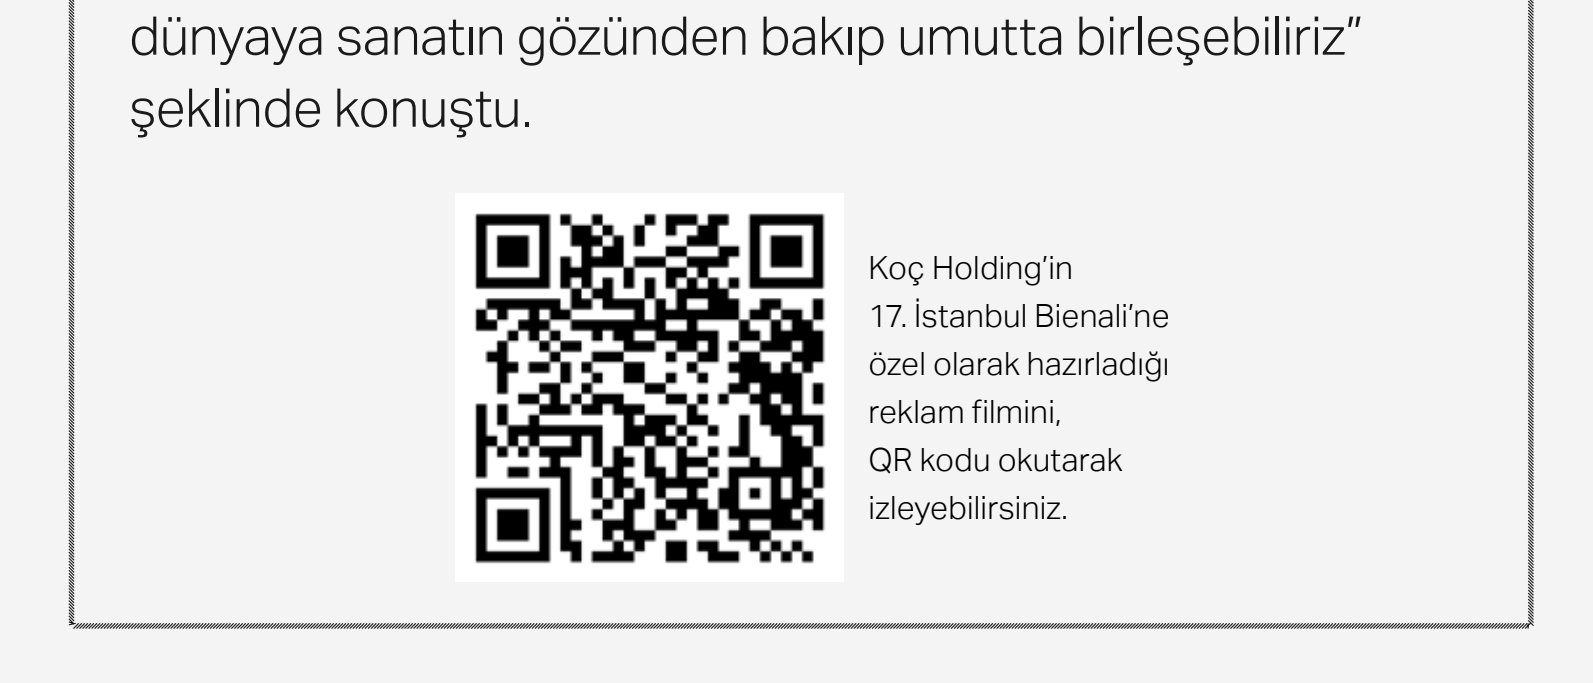 dünyaya sanatın gözünden bakıp umutta birleşebiliriz”
şeklinde konuştu.
Koç Holding’in
17. İstanbul Bienali’ne
özel olarak hazırladığı
reklam filmini,
QR kodu okutarak
izleyebilirsiniz.